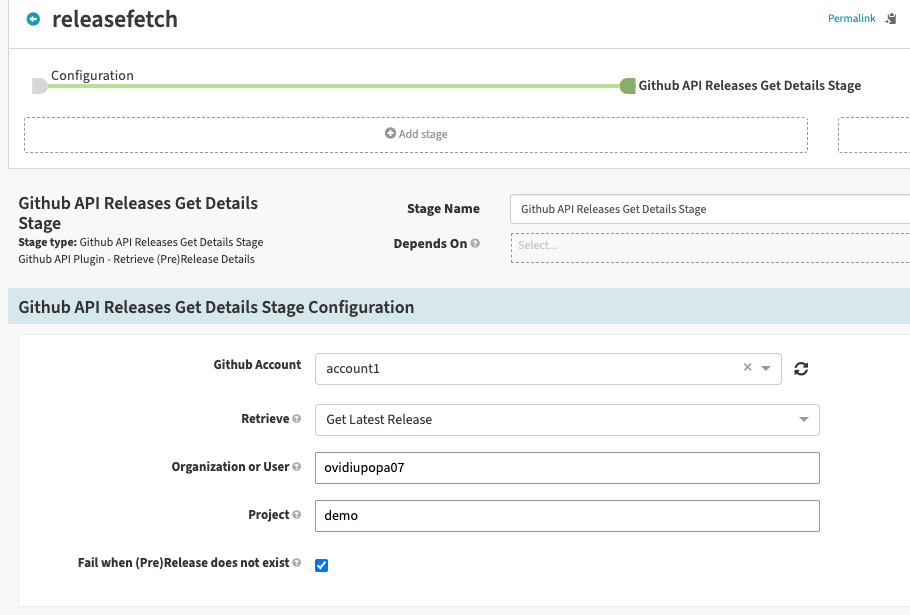 releasefetch
Permalink
Configuration
Github API Releases Get Details Stage
Add stage
Github API Releases Get Details
Stage
Stage type: Github API Releases Get Details Stage
Github API Plugin - Retrieve (Pre)Release Details
Stage Name
Github API Releases Get Details Stage
Depends On
Select...
Github API Releases Get Details Stage Configuration
Github Account
account1
Retrieve
Get Latest Release
Organization or User
ovidiupopa07
Project
demo
Fail when (Pre)Release does not exist